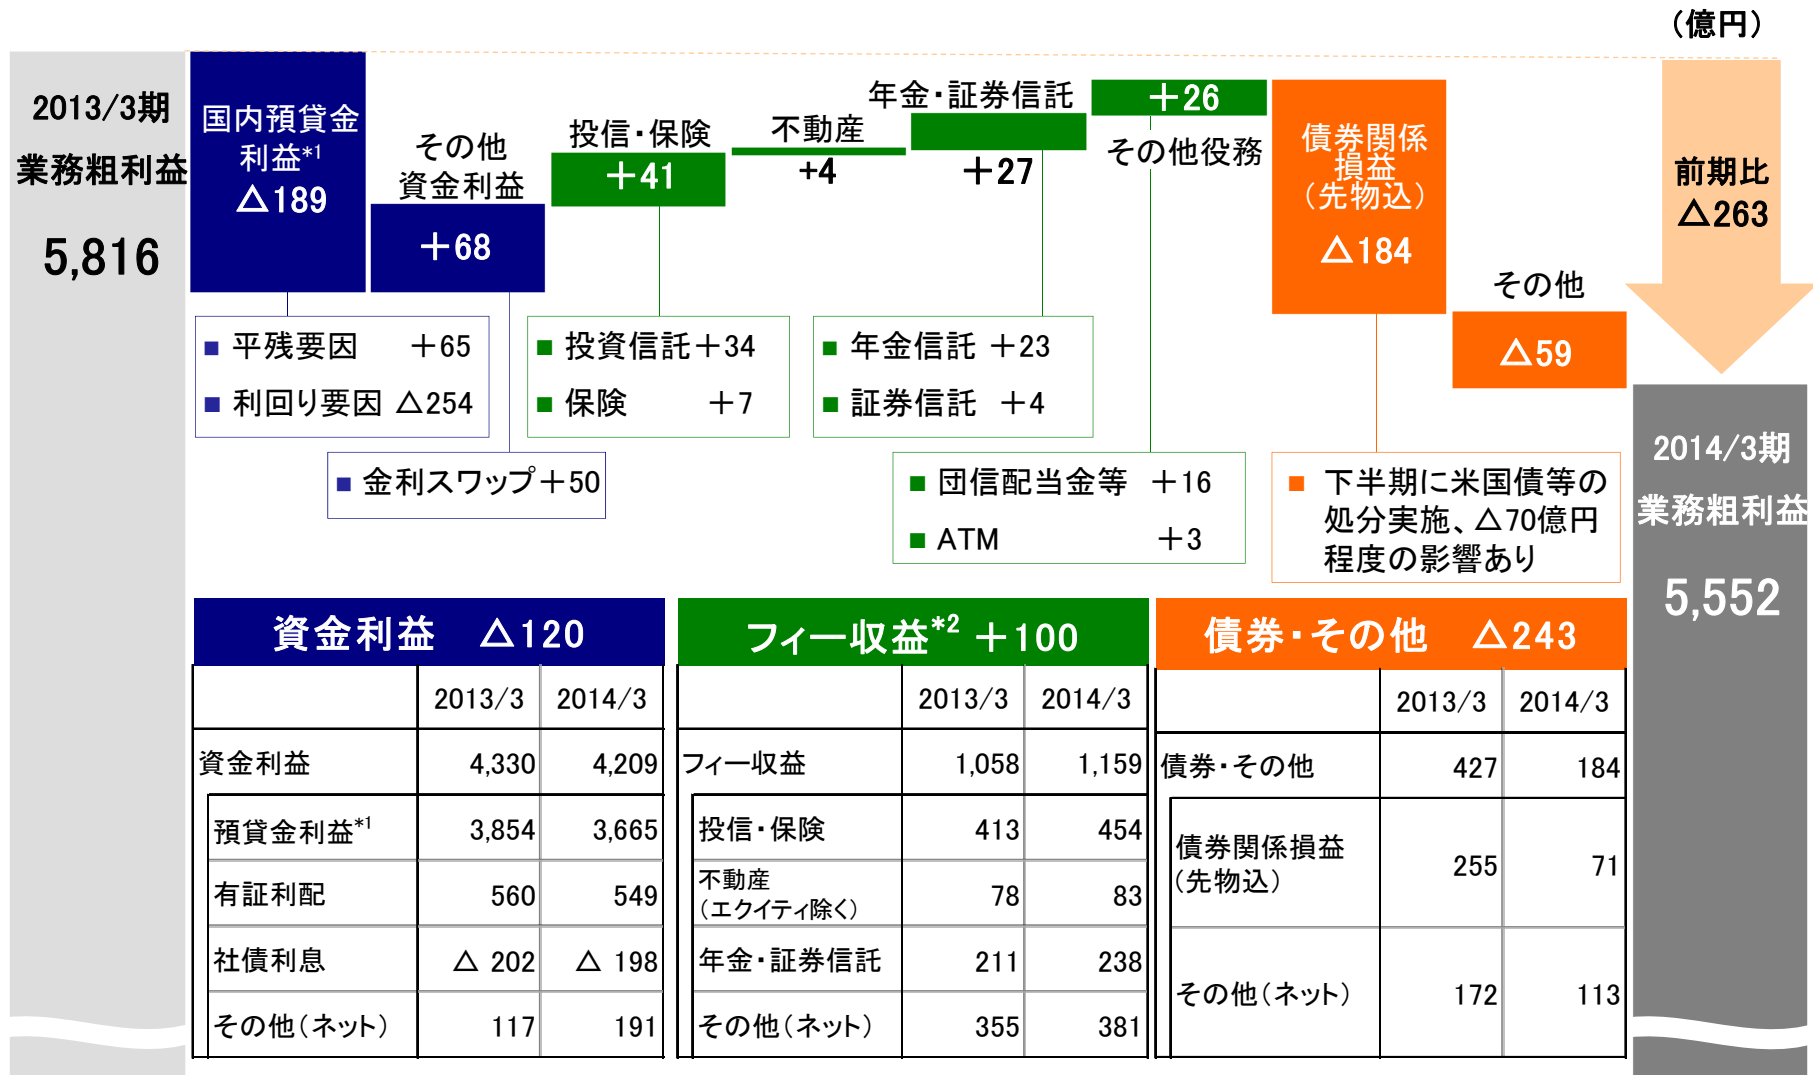 （億円）
2013/3期
業務粗利益
5,816
国内預貸金
利益*1
△189
その他
資金利益
＋68
投信・保険
＋41
不動産
+4
年金・証券信託
＋27
＋26
その他役務
債券関係
損益
（先物込）
△184
その他
△59
前期比
△263
■ 平残要因 ＋65
■ 利回り要因 △254
■ 金利スワップ＋50
■ 投資信託＋34
■ 保険 ＋7
■ 年金信託 ＋23
■ 証券信託 ＋4
■ 団信配当金等 ＋16
■ ATM ＋3
■ 下半期に米国債等の
処分実施、△70億円
程度の影響あり
2014/3期
業務粗利益
5,552
資金利益 △120
2013/3 2014/3
資金利益 4,330 4,209
預貸金利益*1 3,854 3,665
有証利配 560 549
社債利息 △ 202 △ 198
その他（ネット） 117 191
フィー収益*2 ＋100
2013/3 2014/3
フィー収益 1,058 1,159
投信・保険 413 454
不動産
（エクイティ除く） 78 83
年金・証券信託 211 238
その他（ネット） 355 381
債券・その他 △243
2013/3 2014/3
債券・その他 427 184
債券関係損益
（先物込） 255 71
その他（ネット） 172 113